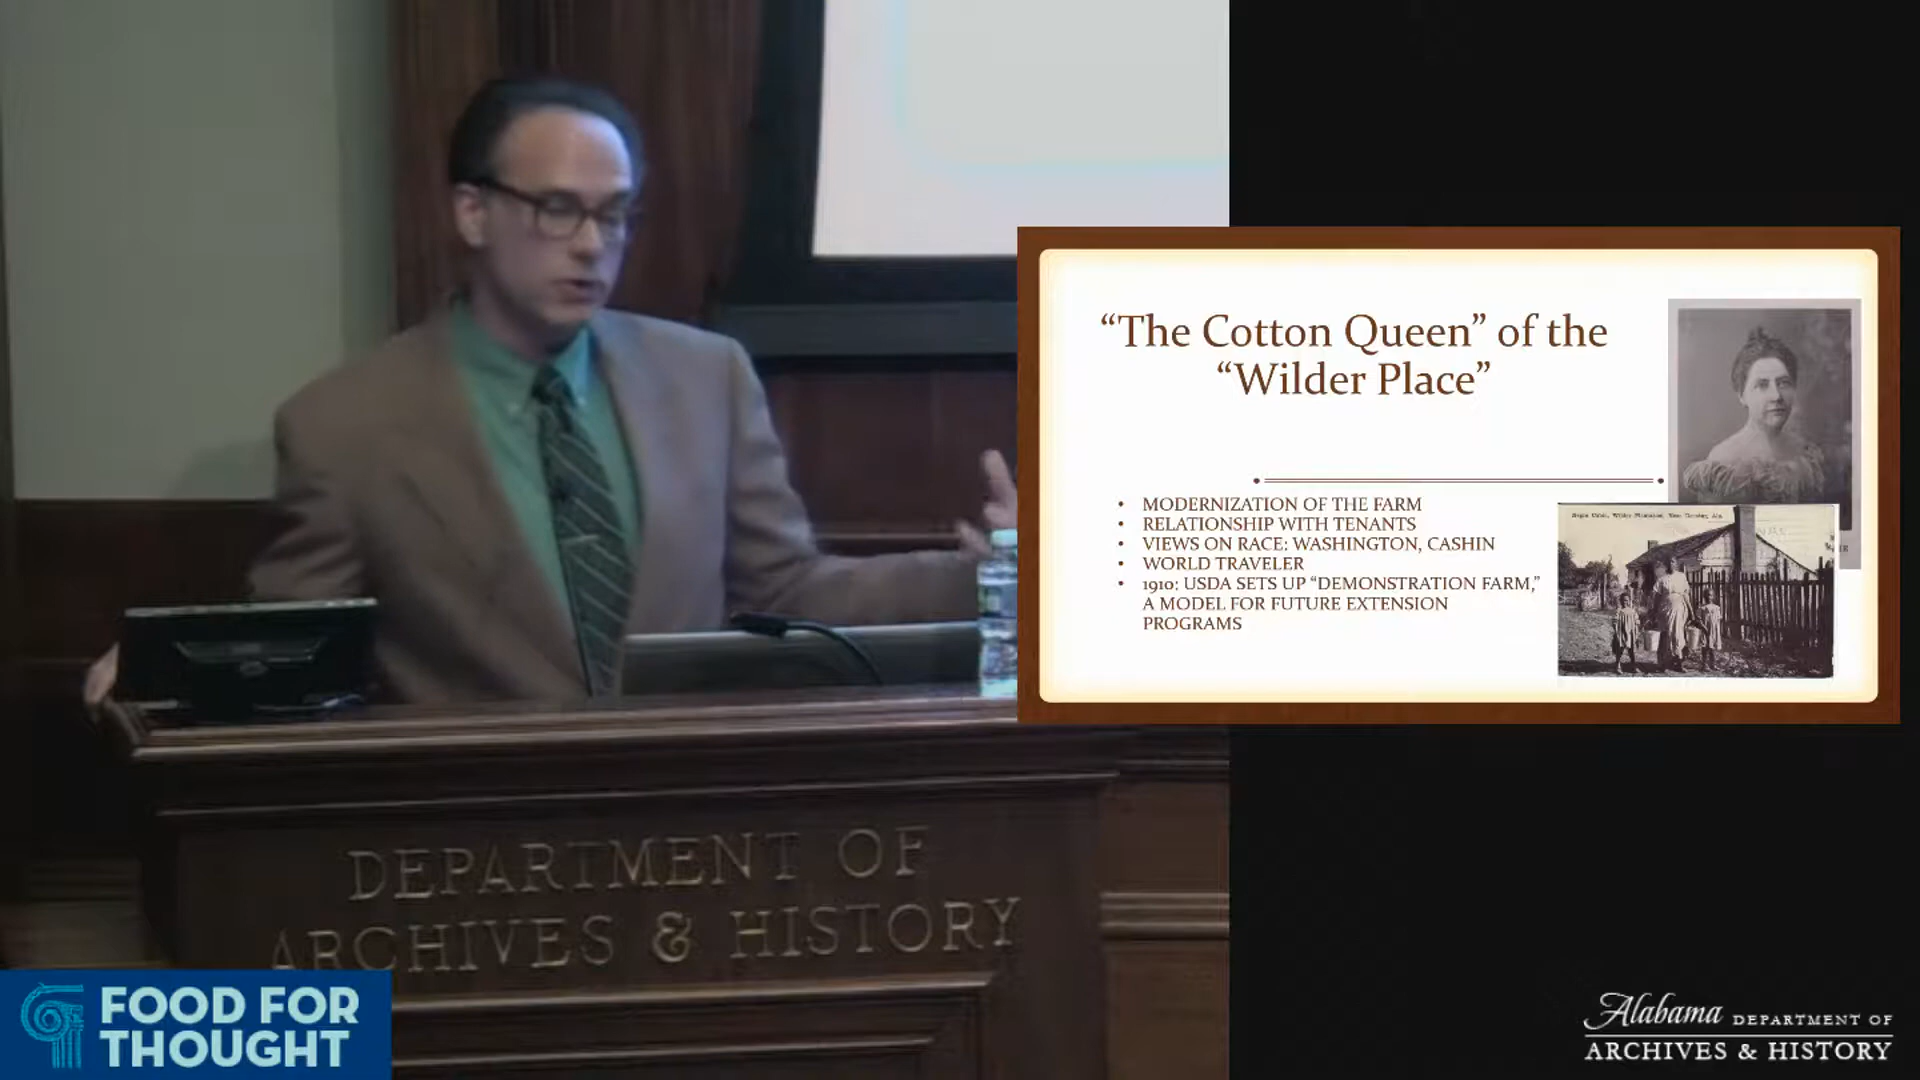 “The Cotton Queen” of the
“Wilder Place”
• MODERNIZATION OF THE FARM
• RELATIONSHIP WITH TENANTS
• VIEWS ON RACE: WASHINGTON, CASHIN
• WORLD TRAVELER
• 1910: USDA SETS UP “DEMONSTRATION FARM,”
A MODEL FOR FUTURE EXTENSION
PROGRAMS
DEPARTMENT OF
ARCHIVES & HISTORY
FOOD FOR
THOUGHT
Alabama DEPARTMENT OF
ARCHIVES & HISTORY